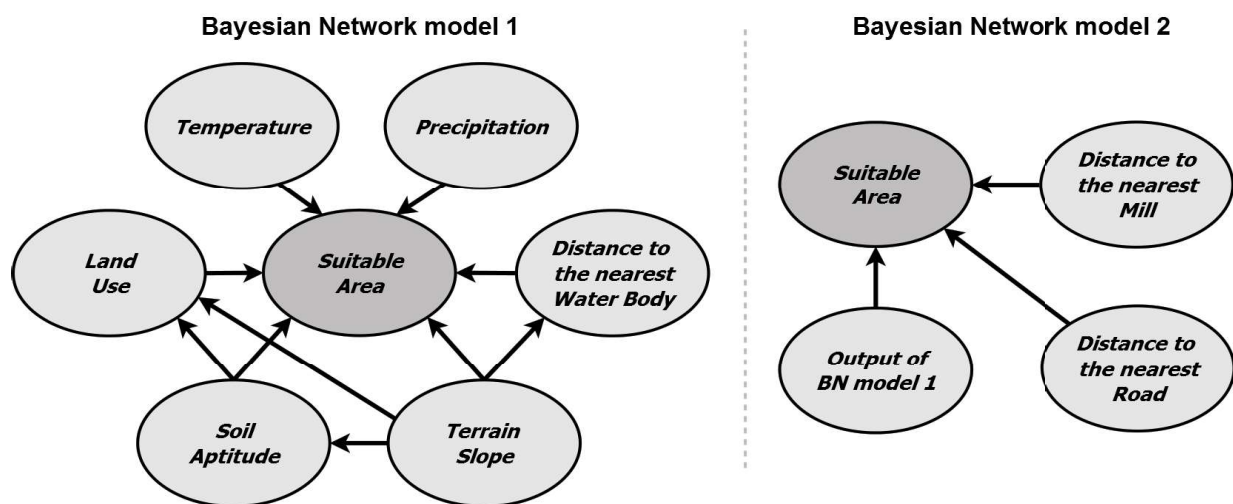 Bayesian Network model 1
Temperature
Precipitation
Land
Use
Suitable
Area
Distance to
the nearest
Water Body
Soil
Aptitude
Terrain
Slope
Bayesian Network model 2
Suitable
Area
Distance to
the nearest
Mill
Output of
BN model 1
Distance to
the nearest
Road